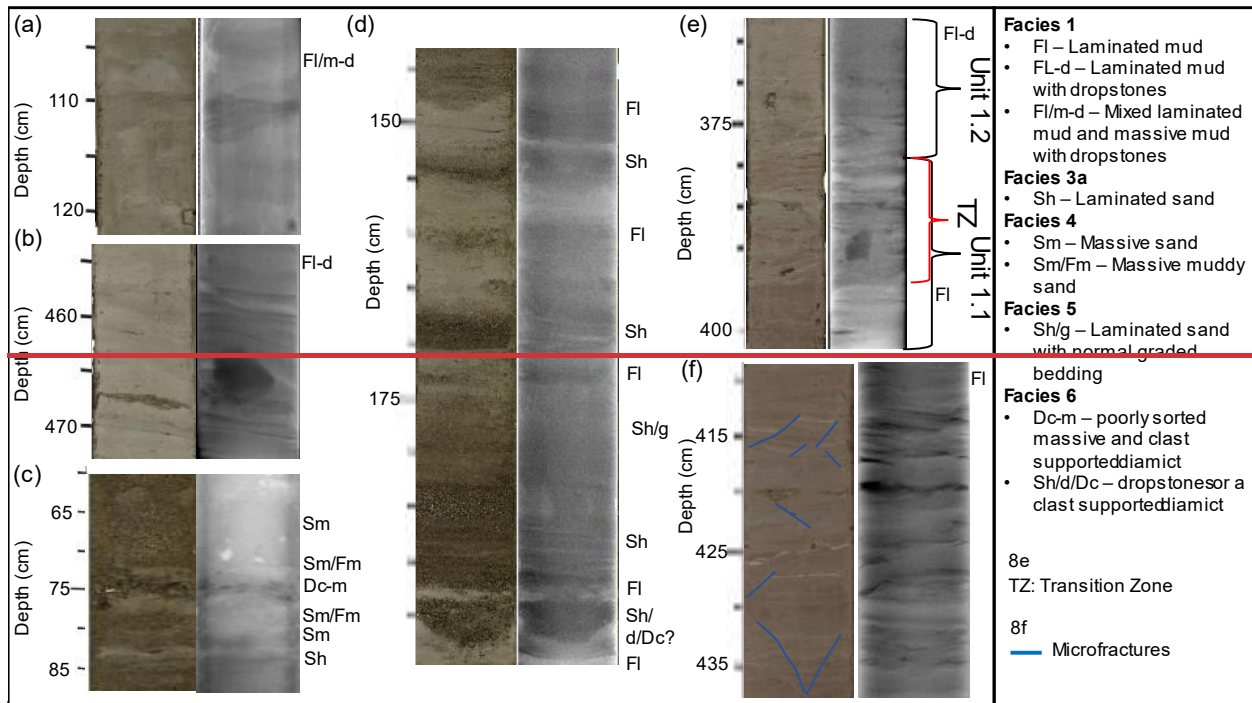 (a)
Fl/m-d
110
120
Depth (cm)
(b)
Fl-d
460
470
Depth (cm)
(c)
65
75
85
Depth (cm)
Sm
Sm/Fm
Dc-m
Sm/Fm
Sm
Sh
(d)
150
175
Depth (cm)
Fl
Sh
Fl
Sh
Fl
Sh/g
Sh
Fl
Sh/
d/Dc?
Fl
(e)
375
400
Depth (cm)
Fl-d
Unit 1.2
TZ
Unit 1.1
Fl
(f)
415
425
435
Depth (cm)
Fl
Facies 1
• Fl – Laminated mud
• FL-d – Laminated mud
with dropstones
• Fl/m-d – Mixed laminated
mud and massive mud
with dropstones
Facies 3a
• Sh – Laminated sand
Facies 4
• Sm – Massive sand
• Sm/Fm – Massive muddy
sand
Facies 5
• Sh/g – Laminated sand
with normal graded
bedding
Facies 6
• Dc-m – poorly sorted
massive and clast
supporteddiamict
• Sh/d/Dc – dropstonesor a
clast supporteddiamict
8e
TZ: Transition Zone
8f
Microfractures